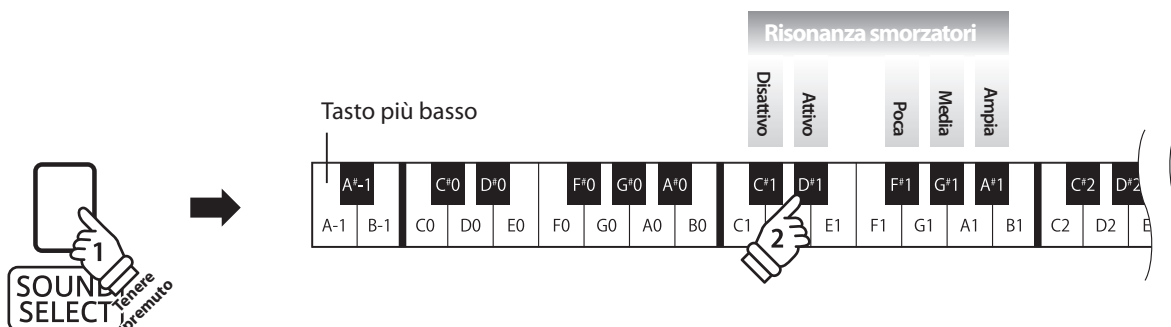 Risonanza smorzatori
Disattivo
Attivo
Poca
Media
Ampia
Tasto più basso
A#-1 C#0 D#0 F#0 G#0 A#0 C#1 D#1 F#1 G#1 A#1 C#2 D#2
A-1 B-1 C0 D0 E0 F0 G0 A0 B0 C1 E1 F1 G1 A1 B1 C2 D2 E
1
2
SOUND
SELECT
Tenere
premuto